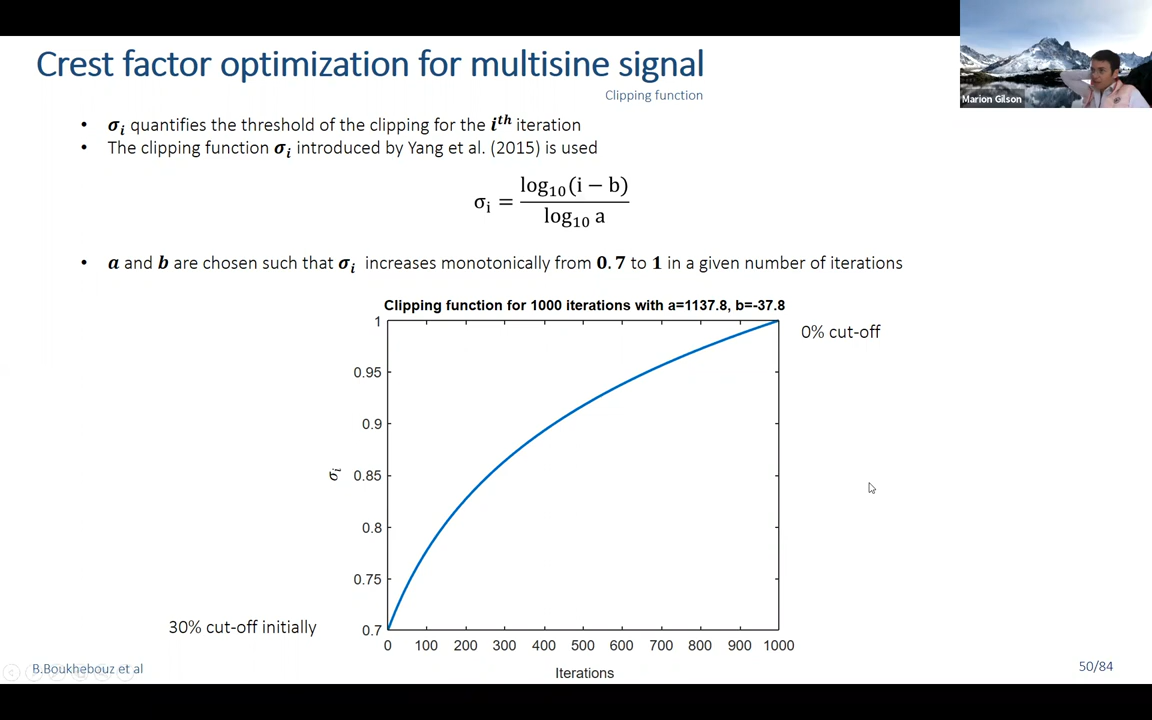 Crest factor optimization for multisine signal
Clipping function
Marion Gilson
• σᵢ quantifies the threshold of the clipping for the iᵗʰ iteration
• The clipping function σᵢ introduced by Yang et al. (2015) is used
σᵢ = log₁₀(i − b) / log₁₀ a
• a and b are chosen such that σᵢ increases monotonically from 0.7 to 1 in a given number of iterations
Clipping function for 1000 iterations with a=1137.8, b=-37.8
1
0% cut-off
0.95
0.9
0.85
σᵢ
0.8
0.75
0.7
30% cut-off initially
0 100 200 300 400 500 600 700 800 900 1000
Iterations
B.Boukhebouz et al
50/84